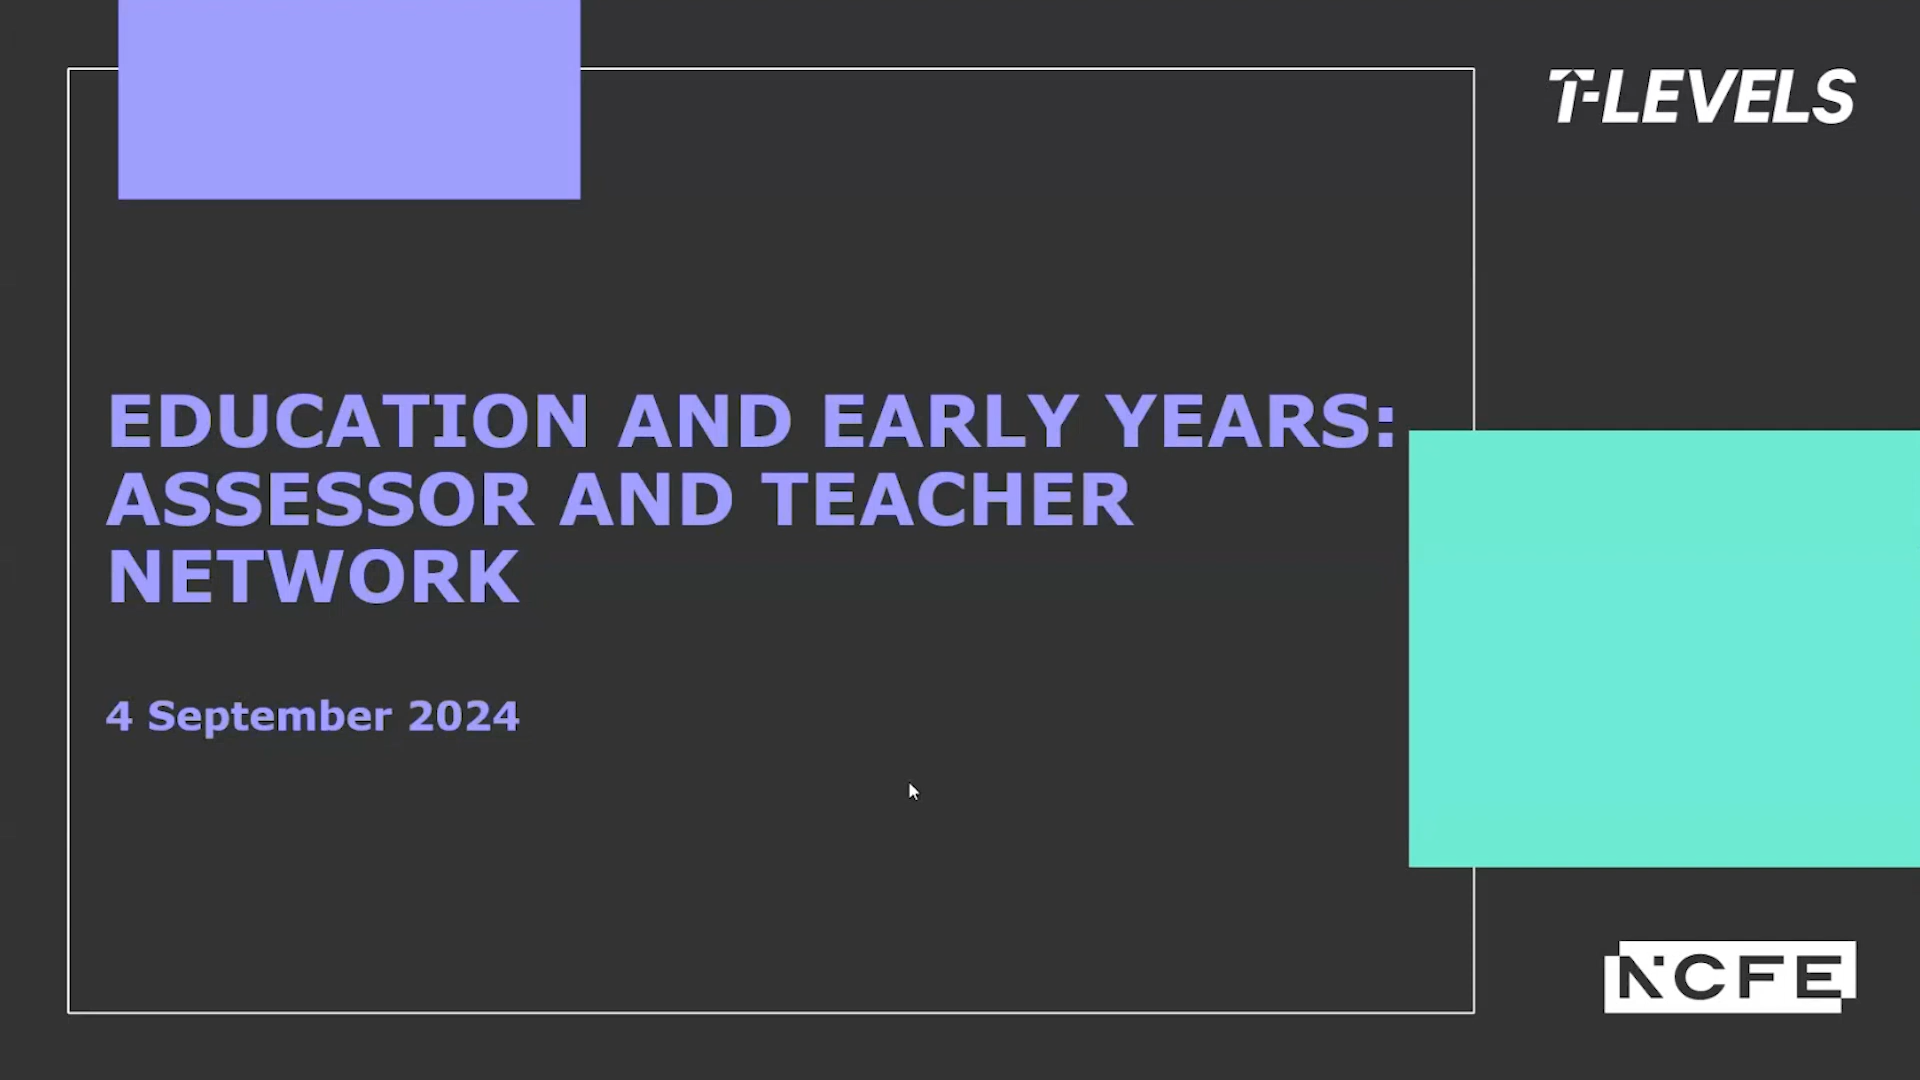 T-LEVELS
EDUCATION AND EARLY YEARS:
ASSESSOR AND TEACHER
NETWORK
4 September 2024
NCFE